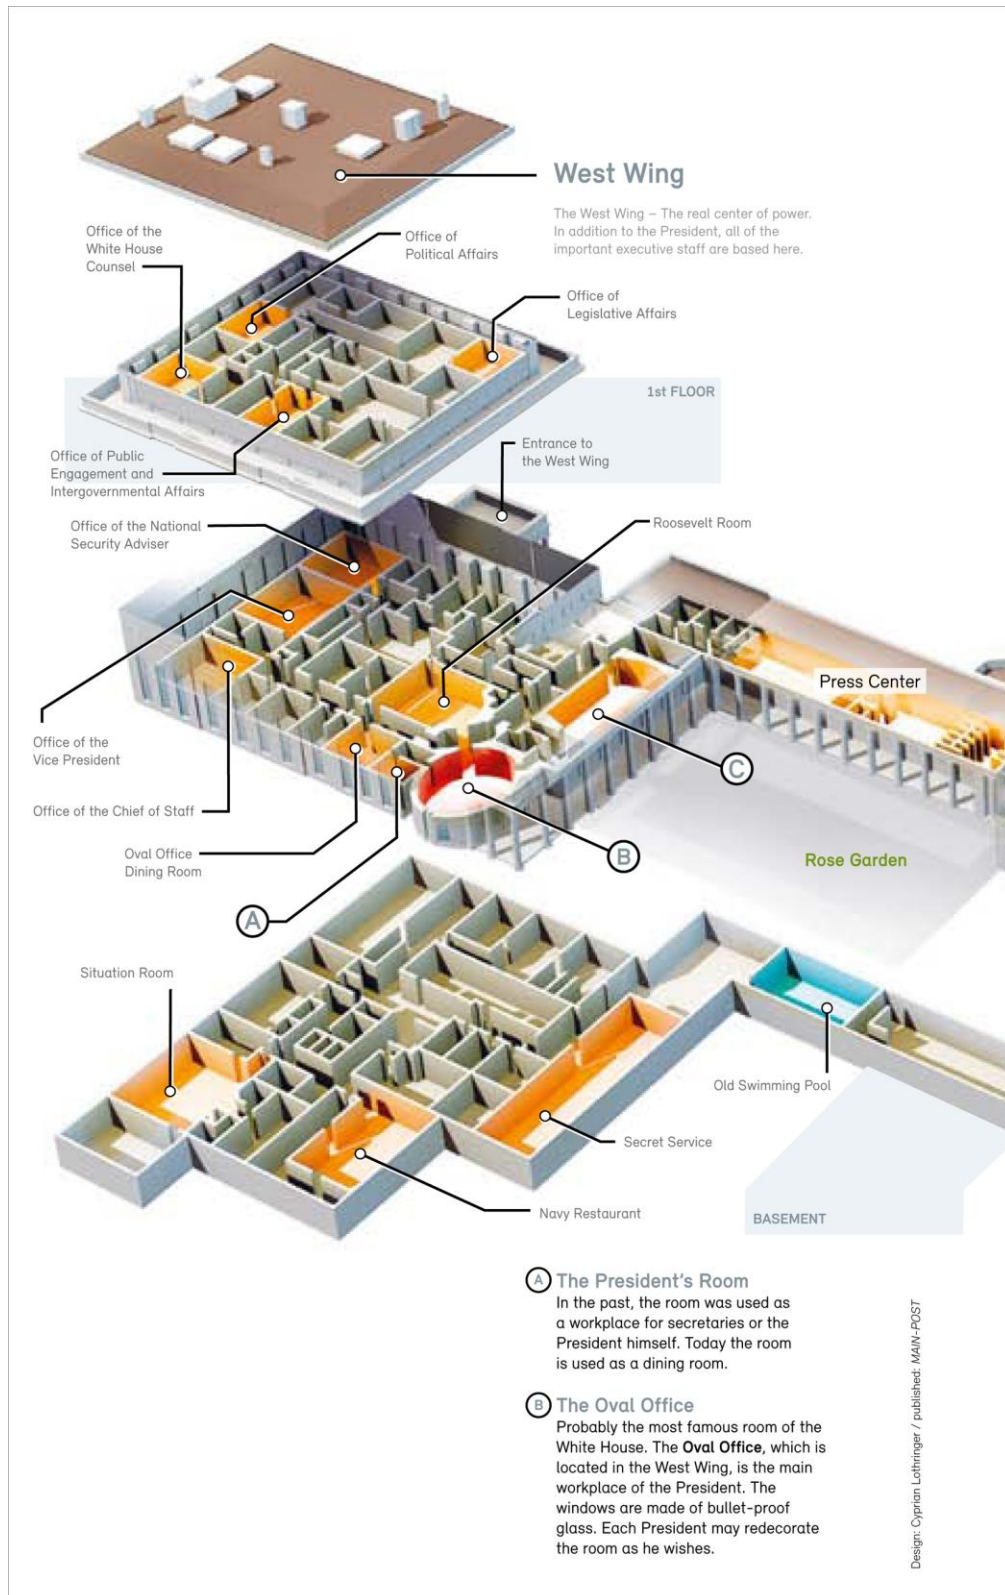 West Wing
The West Wing – The real center of power.
In addition to the President, all of the
important executive staff are based here.
Office of the
White House
Counsel
Office of
Political Affairs
Office of
Legislative Affairs
1st FLOOR
Office of Public
Engagement and
Intergovernmental Affairs
Entrance to
the West Wing
Office of the National
Security Adviser
Roosevelt Room
Press Center
Office of the
Vice President
Office of the Chief of Staff
Oval Office
Dining Room
C
B
A
Rose Garden
Situation Room
Old Swimming Pool
Secret Service
Navy Restaurant
BASEMENT
A The President's Room
In the past, the room was used as
a workplace for secretaries or the
President himself. Today the room
is used as a dining room.
B The Oval Office
Probably the most famous room of the
White House. The Oval Office, which is
located in the West Wing, is the main
workplace of the President. The
windows are made of bullet-proof
glass. Each President may redecorate
the room as he wishes.
Design: Cyprian Lothringer / published: MAIN-POST